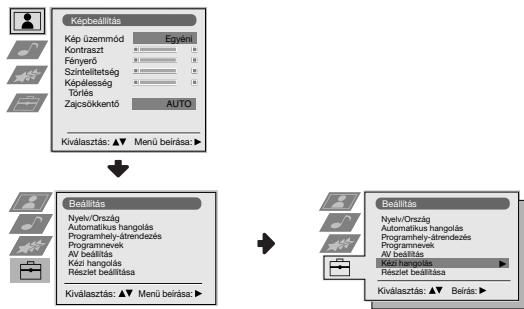 Képbeállítás
Kép üzemmód Egyéni
Kontraszt
Fényerő
Színtelítetség
Képélesség
Törlés
Zajcsökkentő AUTO
Kiválasztás: ▲▼ Menü beírása: ▶
Beállítás
Nyelv/Ország
Automatikus hangolás
Programhely-átrendezés
Programnevek
AV beállítás
Kézi hangolás
Részlet beállítása
Kiválasztás: ▲▼ Menü beírása: ▶
Beállítás
Nyelv/Ország
Automatikus hangolás
Programhely-átrendezés
Programnevek
AV beállítás
Kézi hangolás ▶
Részlet beállítása
Kiválasztás: ▲▼ Beírás: ▶